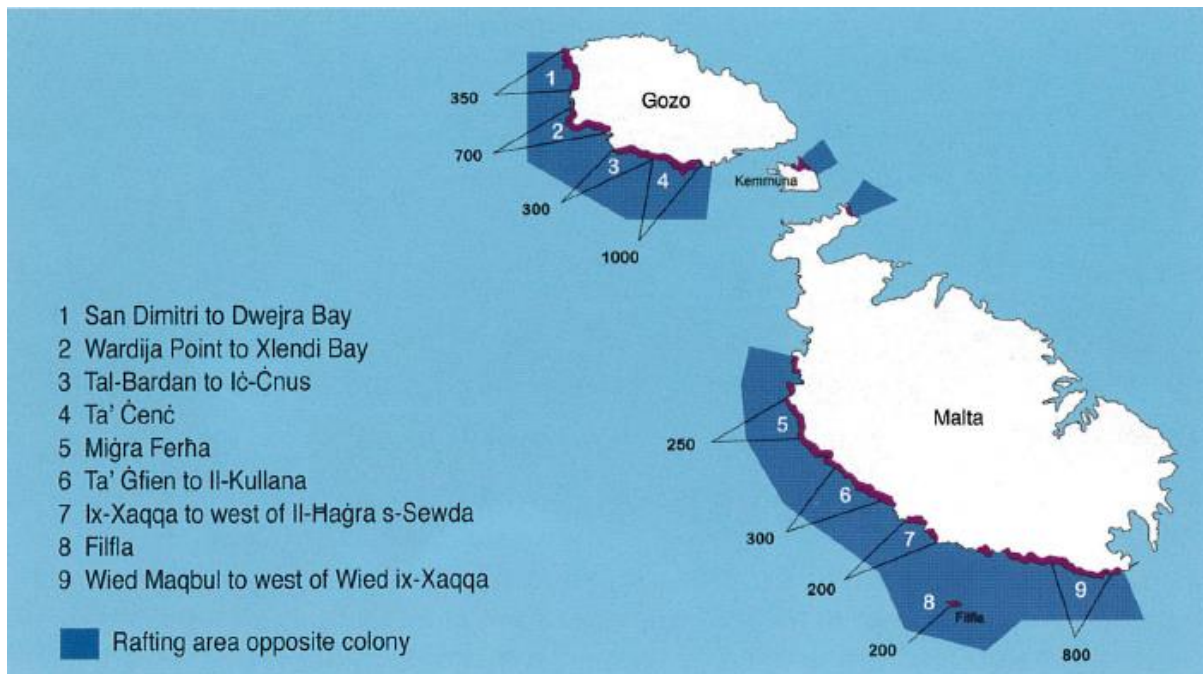 1
Gozo
350
2
700
3
4
Kemmuna
300
1000
1 San Dimitri to Dwejra Bay
2 Wardija Point to Xlendi Bay
3 Tal-Bardan to Iċ-Ċnus
4 Ta' Ċenċ
5 Miġra Ferħa
6 Ta' Ġfien to Il-Kullana
7 Ix-Xaqqa to west of Il-Ħaġra s-Sewda
8 Filfla
9 Wied Maqbul to west of Wied ix-Xaqqa
Rafting area opposite colony
Malta
5
250
6
300
7
200
8
Filfla
9
200
800